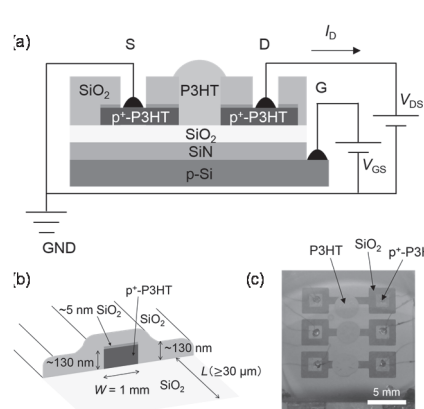 (a)
S D I_D
G
SiO₂ P3HT
p⁺-P3HT p⁺-P3HT
SiO₂
SiN
p-Si
V_DS
V_GS
GND
(b)
p⁺-P3HT
~5 nm SiO₂
SiO₂
~130 nm ~130 nm
W = 1 mm
SiO₂
L(≥30 μm)
(c)
P3HT SiO₂ p⁺-P3H
5 mm